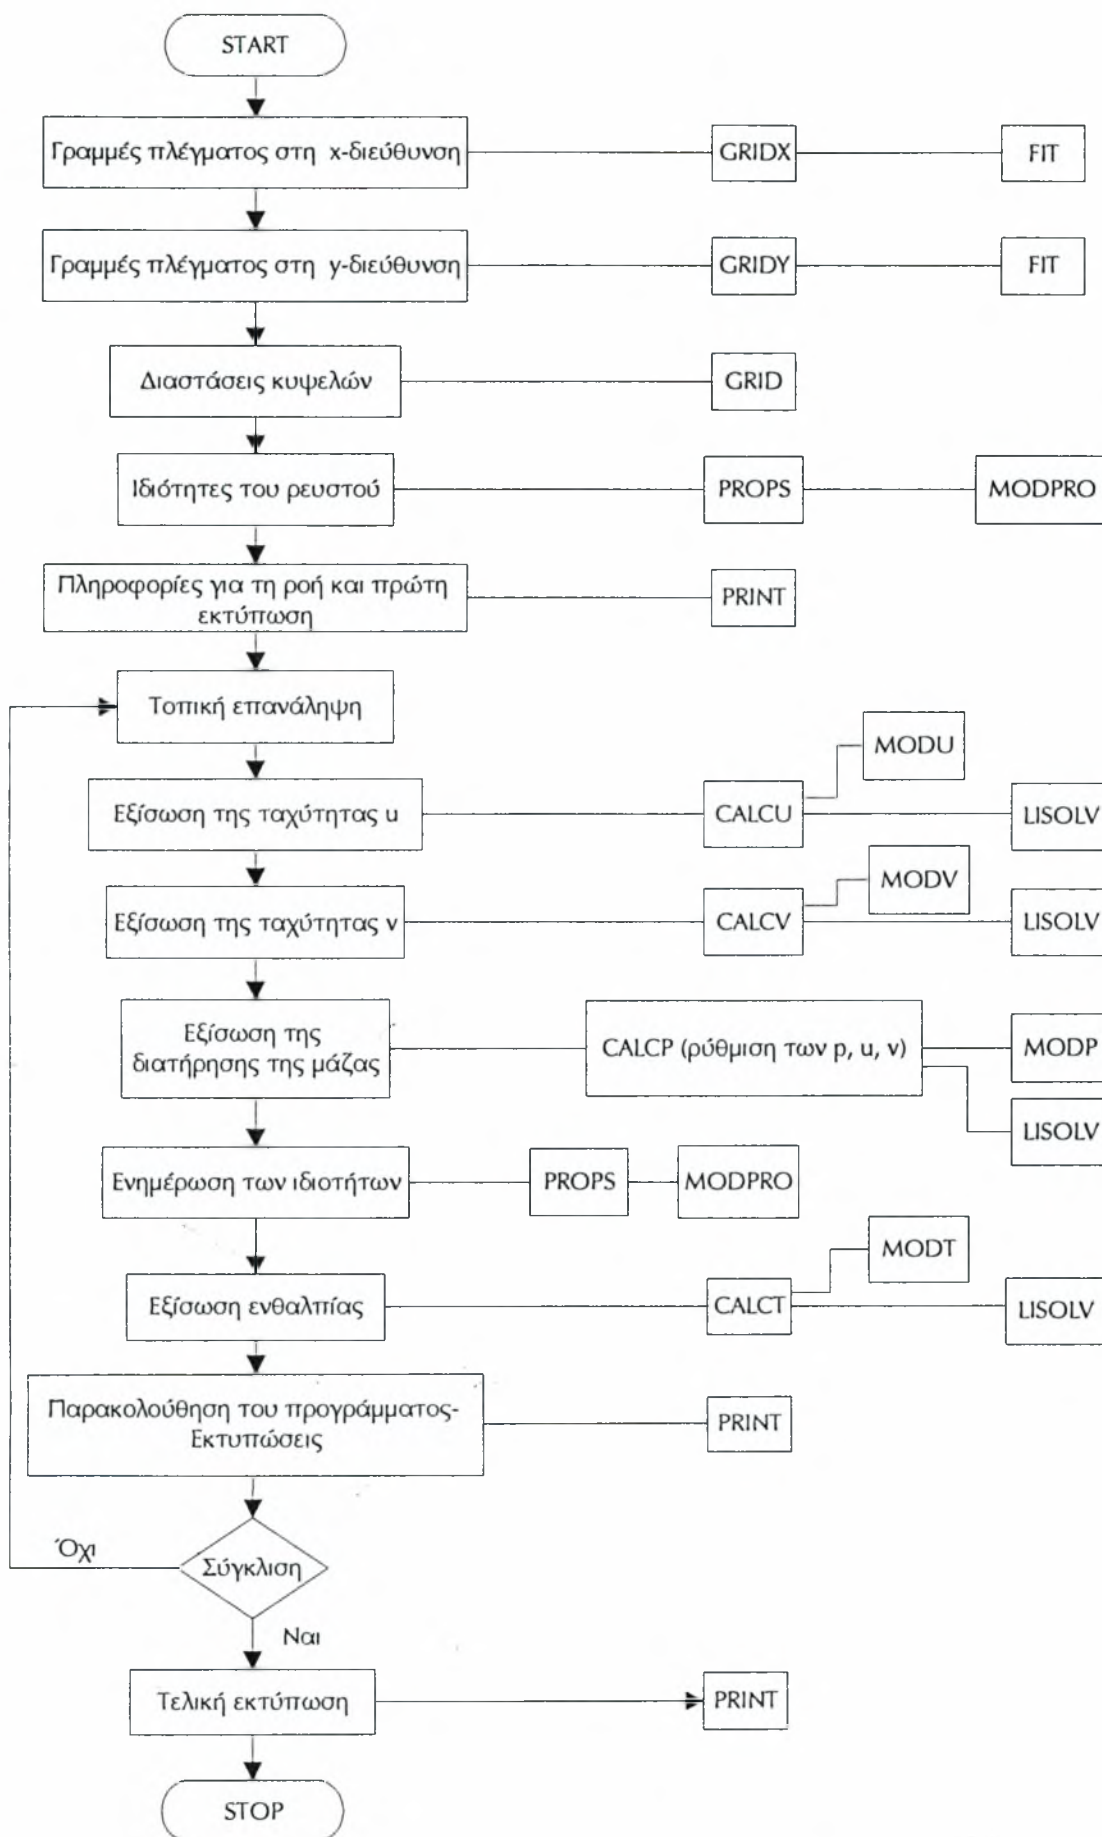 START
Γραμμές πλέγματος στη x-διεύθυνση
GRIDX
FIT
Γραμμές πλέγματος στη y-διεύθυνση
GRIDY
FIT
Διαστάσεις κυψελών
GRID
Ιδιότητες του ρευστού
PROPS
MODPRO
Πληροφορίες για τη ροή και πρώτη
εκτύπωση
PRINT
Τοπική επανάληψη
MODU
Εξίσωση της ταχύτητας u
CALCU
LISOLV
MODV
Εξίσωση της ταχύτητας v
CALCV
LISOLV
Εξίσωση της
διατήρησης της μάζας
CALCP (ρύθμιση των p, u, v)
MODP
LISOLV
Ενημέρωση των ιδιοτήτων
PROPS
MODPRO
MODT
Εξίσωση ενθαλπίας
CALCT
LISOLV
Παρακολούθηση του προγράμματος-
Εκτυπώσεις
PRINT
Όχι
Σύγκλιση
Ναι
Τελική εκτύπωση
PRINT
STOP